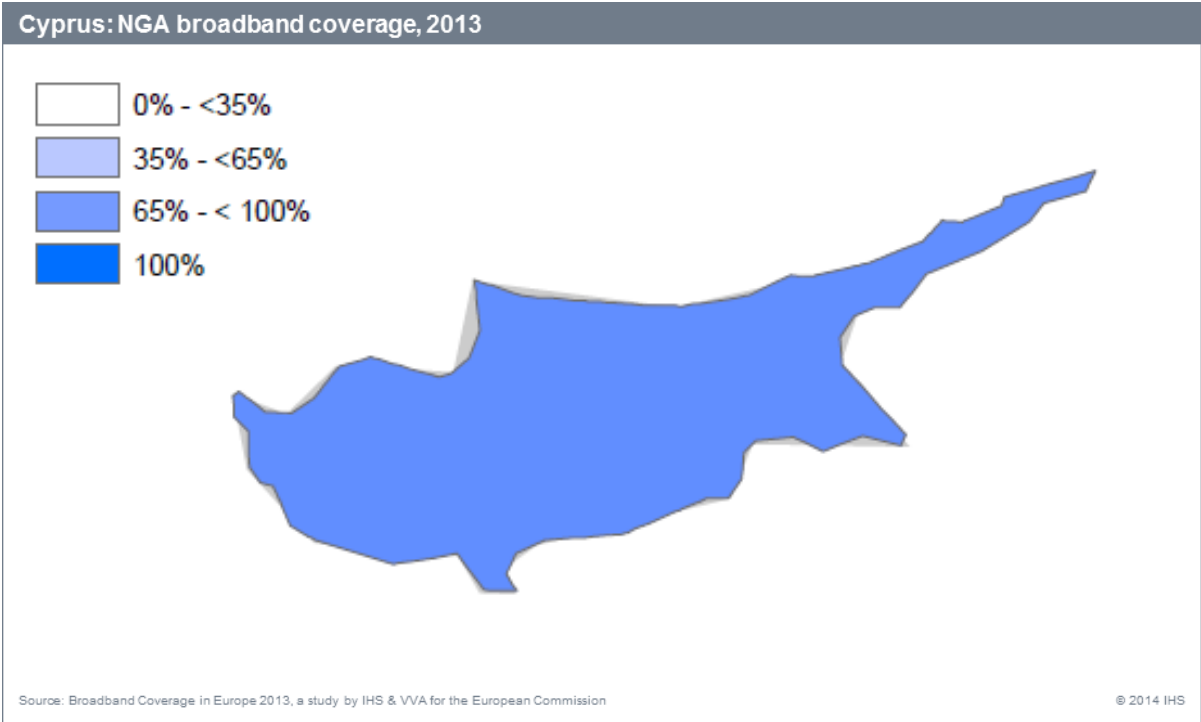 Cyprus: NGA broadband coverage, 2013
0% - <35%
35% - <65%
65% - < 100%
100%
Source: Broadband Coverage in Europe 2013, a study by IHS & VVA for the European Commission
© 2014 IHS